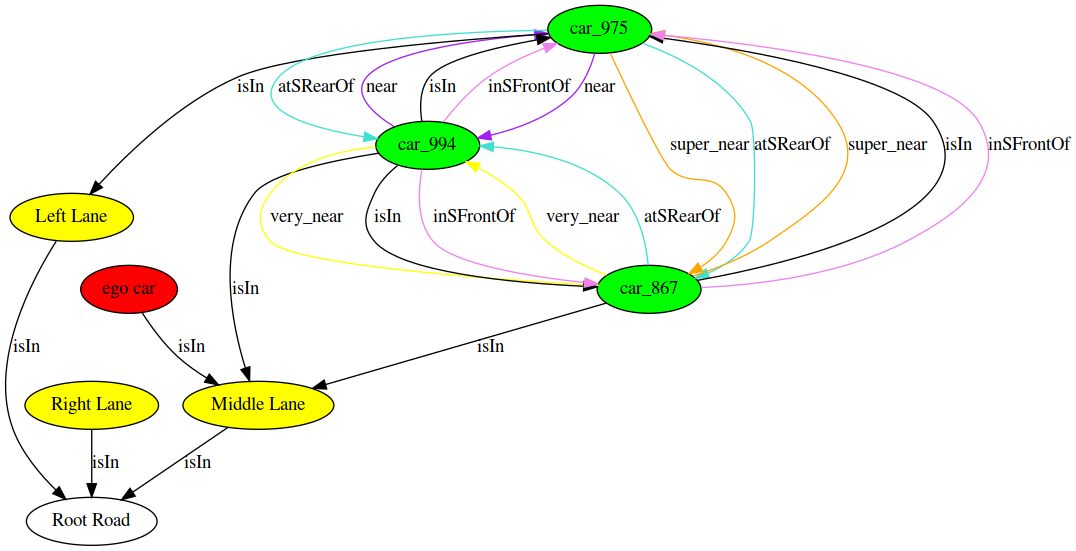 car_975
isIn
atSRearOf
near
isIn
inSFrontOf
near
car_994
super_near
atSRearOf
super_near
isIn
inSFrontOf
Left Lane
very_near
isIn
inSFrontOf
very_near
atSRearOf
ego car
isIn
car_867
isIn
isIn
isIn
Right Lane
Middle Lane
isIn
isIn
Root Road